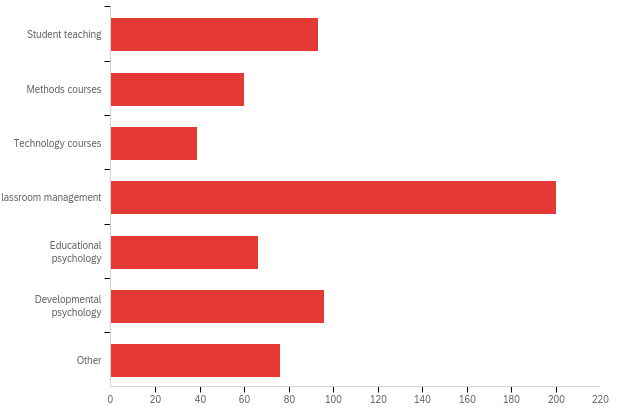 Student teaching
Methods courses
Technology courses
lassroom management
Educational
psychology
Developmental
psychology
Other
0 20 40 60 80 100 120 140 160 180 200 220